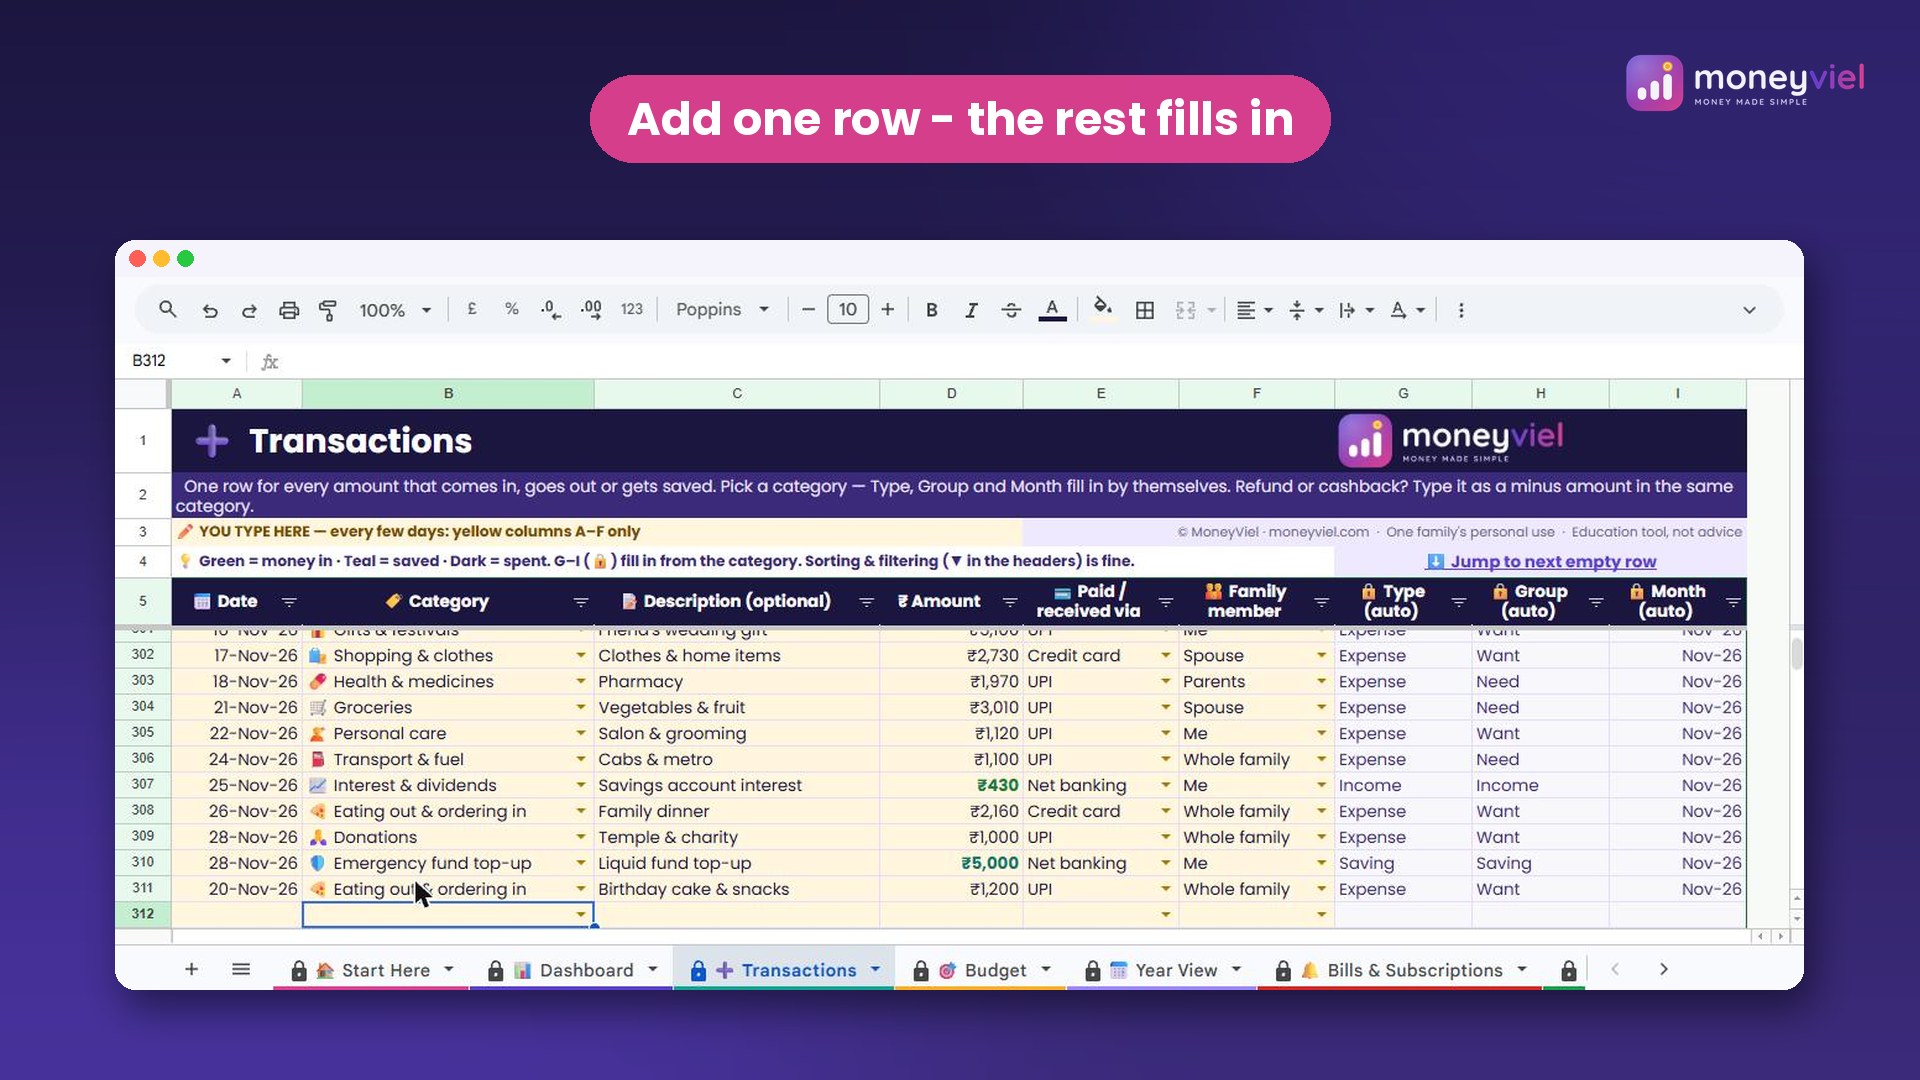 Add one row - the rest fills in
moneyviel
MONEY MADE SIMPLE
100%
£ % .0 .00 123
Poppins
10
B I A
B312
fx
A B C D E F G H I
1 Transactions
moneyviel
MONEY MADE SIMPLE
2 One row for every amount that comes in, goes out or gets saved. Pick a category — Type, Group and Month fill in by themselves. Refund or cashback? Type it as a minus amount in the same
category.
3 YOU TYPE HERE — every few days: yellow columns A–F only
© MoneyViel · moneyviel.com · One family's personal use · Education tool, not advice
4 Green = money in · Teal = saved · Dark = spent. G–I (🔒) fill in from the category. Sorting & filtering (▼ in the headers) is fine.
Jump to next empty row
5 Date Category Description (optional) ₹ Amount Paid / received via Family member Type (auto) Group (auto) Month (auto)
302 17-Nov-26 Shopping & clothes Clothes & home items ₹2,730 Credit card Spouse Expense Want Nov-26
303 18-Nov-26 Health & medicines Pharmacy ₹1,970 UPI Parents Expense Need Nov-26
304 21-Nov-26 Groceries Vegetables & fruit ₹3,010 UPI Spouse Expense Need Nov-26
305 22-Nov-26 Personal care Salon & grooming ₹1,120 UPI Me Expense Want Nov-26
306 24-Nov-26 Transport & fuel Cabs & metro ₹1,100 UPI Whole family Expense Need Nov-26
307 25-Nov-26 Interest & dividends Savings account interest ₹430 Net banking Me Income Income Nov-26
308 26-Nov-26 Eating out & ordering in Family dinner ₹2,160 Credit card Whole family Expense Want Nov-26
309 28-Nov-26 Donations Temple & charity ₹1,000 UPI Whole family Expense Want Nov-26
310 28-Nov-26 Emergency fund top-up Liquid fund top-up ₹5,000 Net banking Me Saving Saving Nov-26
311 20-Nov-26 Eating out & ordering in Birthday cake & snacks ₹1,200 UPI Whole family Expense Want Nov-26
312
Start Here Dashboard Transactions Budget Year View Bills & Subscriptions